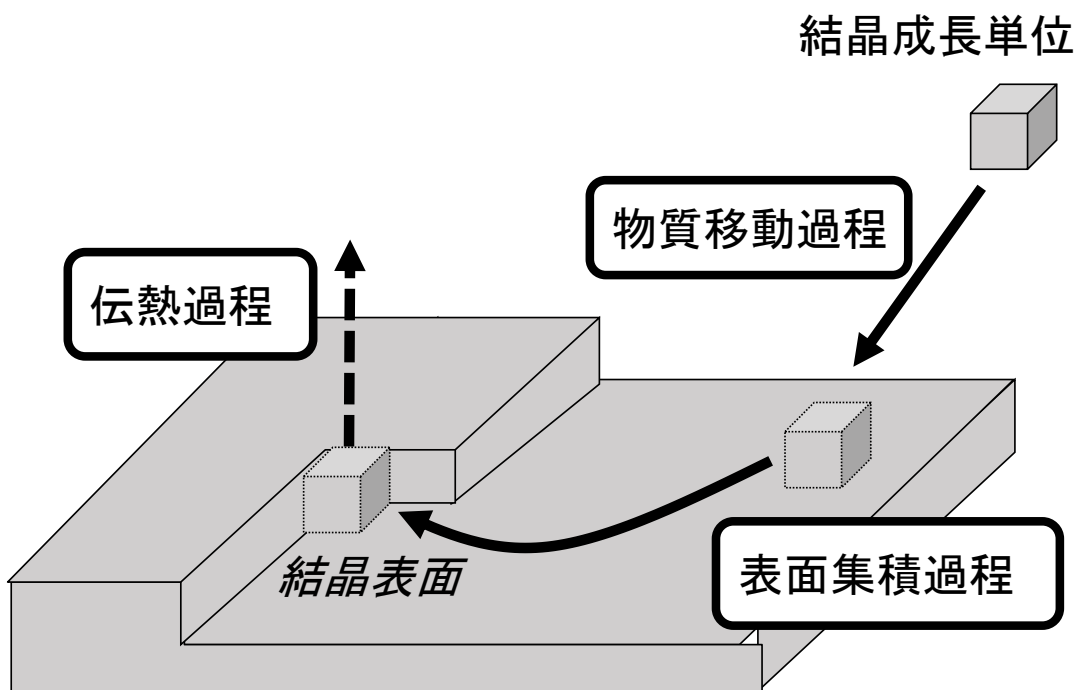 結晶成長単位
物質移動過程
伝熱過程
結晶表面
表面集積過程